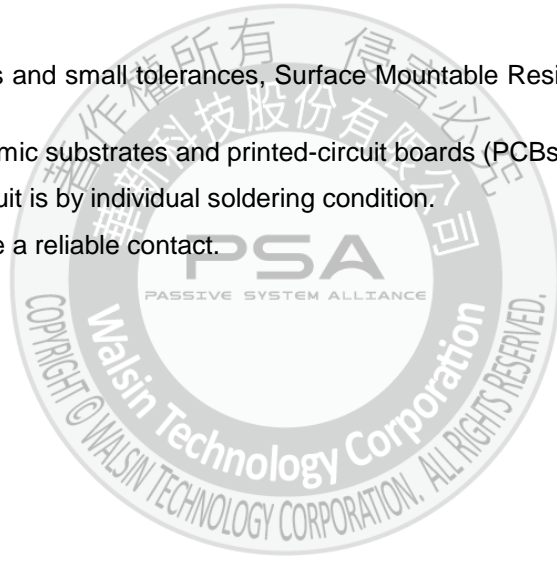 s and small tolerances, Surface Mountable Resi
mic substrates and printed-circuit boards (PCBs
uit is by individual soldering condition.
e a reliable contact.
著作權所有 侵害必究
華新科技股份有限公司
PSA
PASSIVE SYSTEM ALLIANCE
Walsin Technology Corporation
COPYRIGHT © WALSIN TECHNOLOGY CORPORATION. ALL RIGHTS RESERVED.